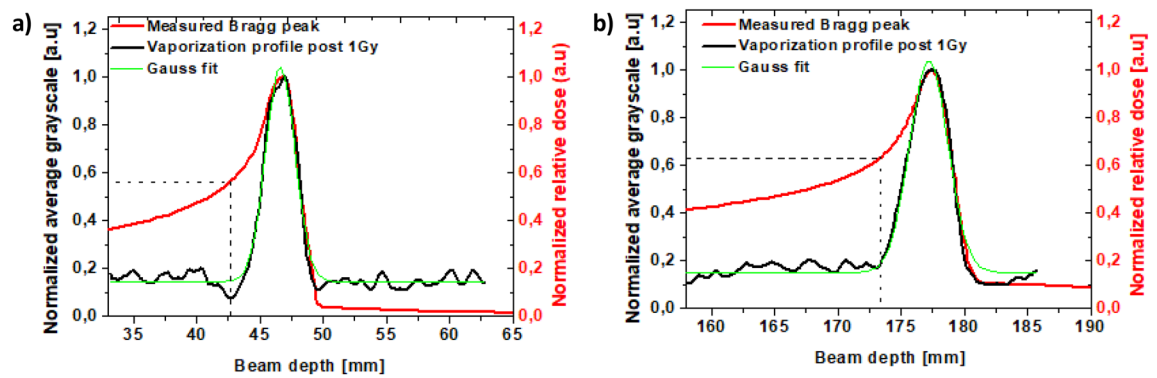 a)
Measured Bragg peak
Vaporization profile post 1Gy
Gauss fit
Normalized average grayscale [a.u]
1,2
1,0
0,8
0,6
0,4
0,2
0,0
35 40 45 50 55 60 65
Beam depth [mm]
1,2
1,0
0,8
0,6
0,4
0,2
0,0
Normalized relative dose (a.u)
b)
Measured Bragg peak
Vaporization profile post 1Gy
Gauss fit
Normalized average grayscale [a.u]
1,2
1,0
0,8
0,6
0,4
0,2
0,0
160 165 170 175 180 185 190
Beam depth [mm]
1,2
1,0
0,8
0,6
0,4
0,2
0,0
Normalized relative dose [a.u]